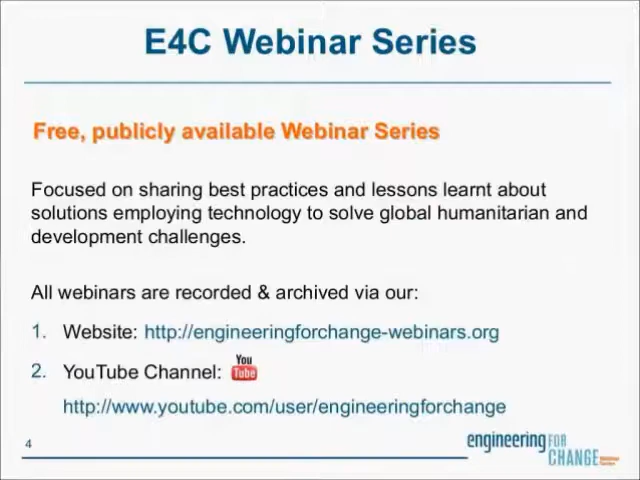 E4C Webinar Series
Free, publicly available Webinar Series
Focused on sharing best practices and lessons learnt about
solutions employing technology to solve global humanitarian and
development challenges.
All webinars are recorded & archived via our:
1. Website: http://engineeringforchange-webinars.org
2. YouTube Channel: You Tube
http://www.youtube.com/user/engineeringforchange
4
engineering FOR
CHANGE